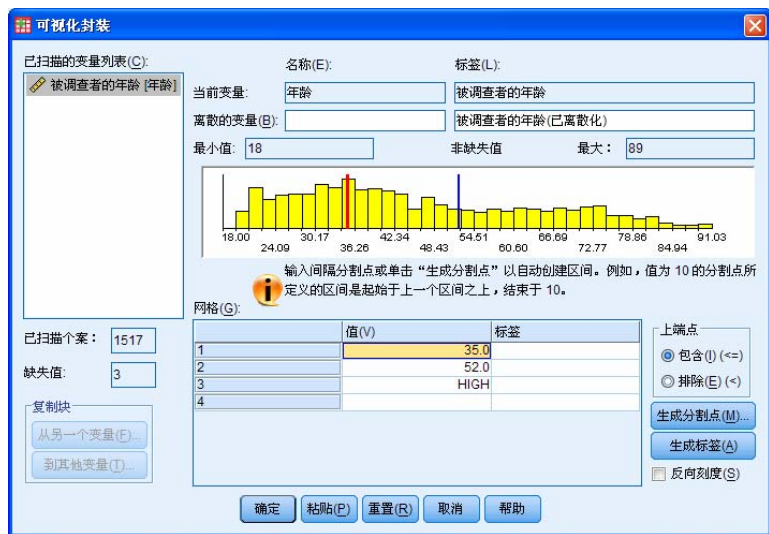 可视化封装
已扫描的变量列表(C):
被调查者的年龄 [年龄]
名称(E):
标签(L):
当前变量:
年龄
被调查者的年龄
离散的变量(B):
被调查者的年龄(已离散化)
最小值:
18
非缺失值
最大:
89
18.00 30.17 42.34 54.51 66.69 78.86 91.03
24.09 36.26 48.43 60.60 72.77 84.94
输入间隔分割点或单击“生成分割点”以自动创建区间。例如，值为 10 的分割点所
定义的区间是起始于上一个区间之上，结束于 10。
网格(G):
值(V) 标签
1 35.0
2 52.0
3 HIGH
4
已扫描个案:
1517
缺失值:
3
复制块
从另一个变量(F)...
到其他变量(T)...
上端点
包含(I) (<=)
排除(E) (<)
生成分割点(M)...
生成标签(A)
反向刻度(S)
确定 粘贴(P) 重置(R) 取消 帮助